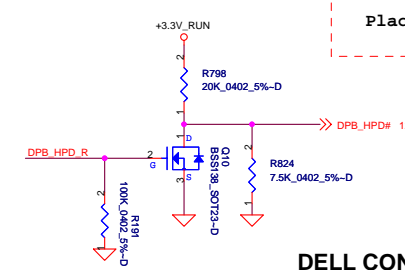 +3.3V_RUN
Plac
2
R798
20K_0402_5%~D
1
DPB_HPD# 1
1
D
DPB_HPD_R
2
G
S
3
Q10
BSS138_SOT23~D
2
R824
7.5K_0402_5%~D
1
2
R191
100K_0402_5%~D
1
DELL CON